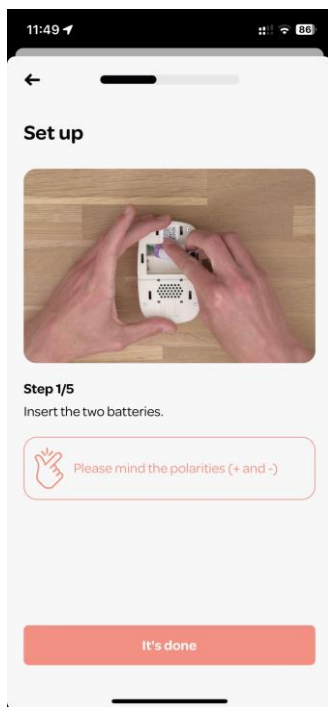 11:49
86
Set up
Step 1/5
Insert the two batteries.
Please mind the polarities (+ and -)
It's done